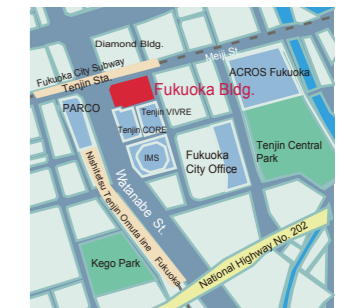 Diamond Bldg.
Meiji St.
Fukuoka City Subway
Tenjin Sta.
ACROS Fukuoka
Fukuoka Bldg.
PARCO
Tenjin VIVRE
Tenjin CORE
IMS
Fukuoka
City Office
Tenjin Central
Park
Watanabe St.
Nishitetsu Tenjin Omuta line
Fukuoka
Kego Park
National Highway No. 202